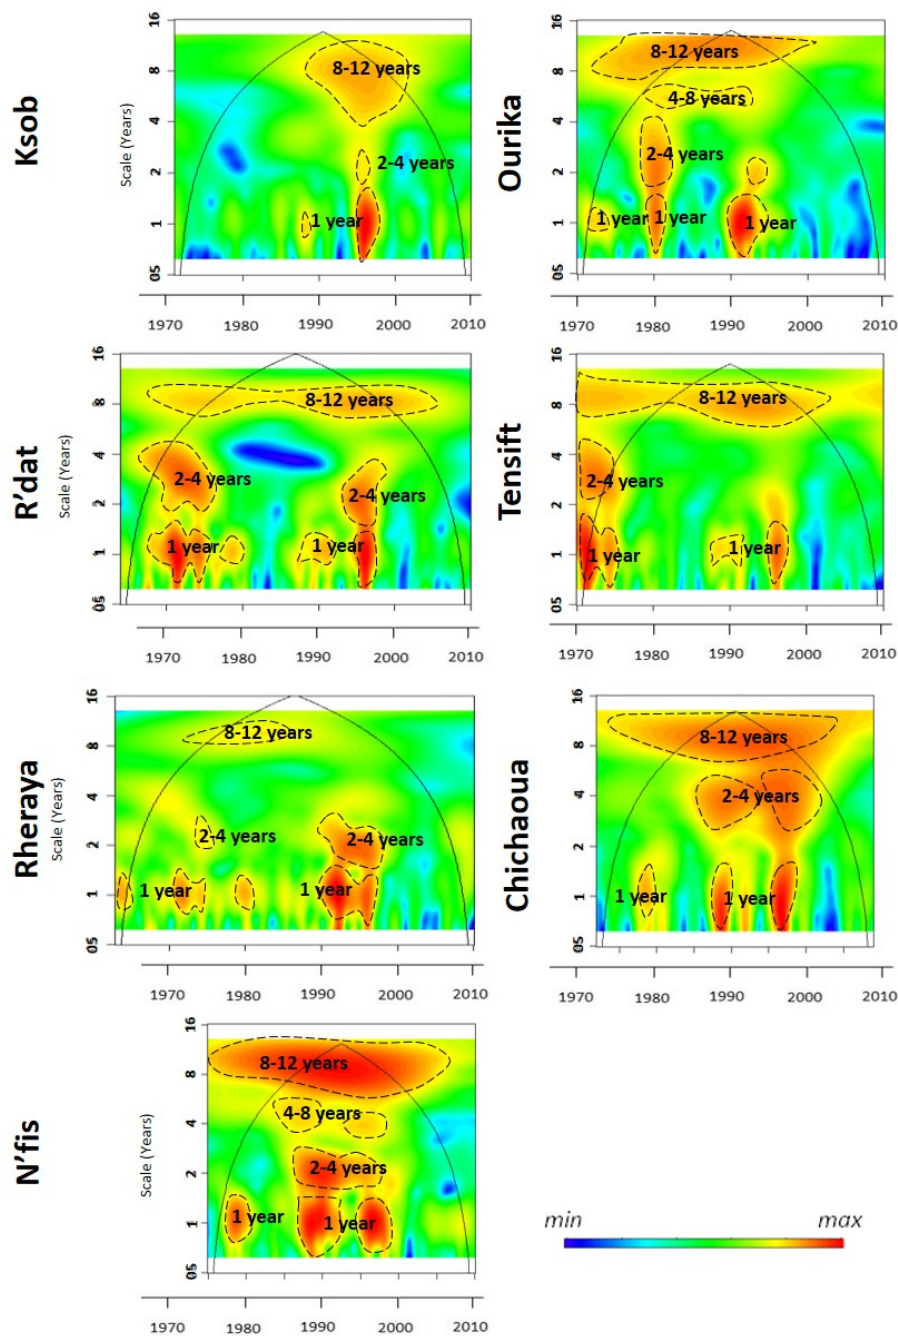 Ksob
Scale (Years)
16
8
4
2
1
05
8-12 years
2-4 years
1 year
1970 1980 1990 2000 2010
Ourika
16
8
4
2
1
05
8-12 years
4-8 years
2-4 years
1 year 1 year 1 year
1970 1980 1990 2000 2010
R'dat
Scale (Years)
16
8
4
2
1
05
8-12 years
2-4 years 2-4 years
1 year 1 year
1970 1980 1990 2000 2010
Tensift
16
8
4
2
1
05
8-12 years
2-4 years
1 year 1 year
1970 1980 1990 2000 2010
Rheraya
Scale (Years)
16
8
4
2
1
05
8-12 years
2-4 years 2-4 years
1 year 1 year
1970 1980 1990 2000 2010
Chichaoua
16
8
4
2
1
05
8-12 years
2-4 years
1 year 1 year
1970 1980 1990 2000 2010
N'fis
Scale (Years)
16
8
4
2
1
05
8-12 years
4-8 years
2-4 years
1 year 1 year
1970 1980 1990 2000 2010
min max